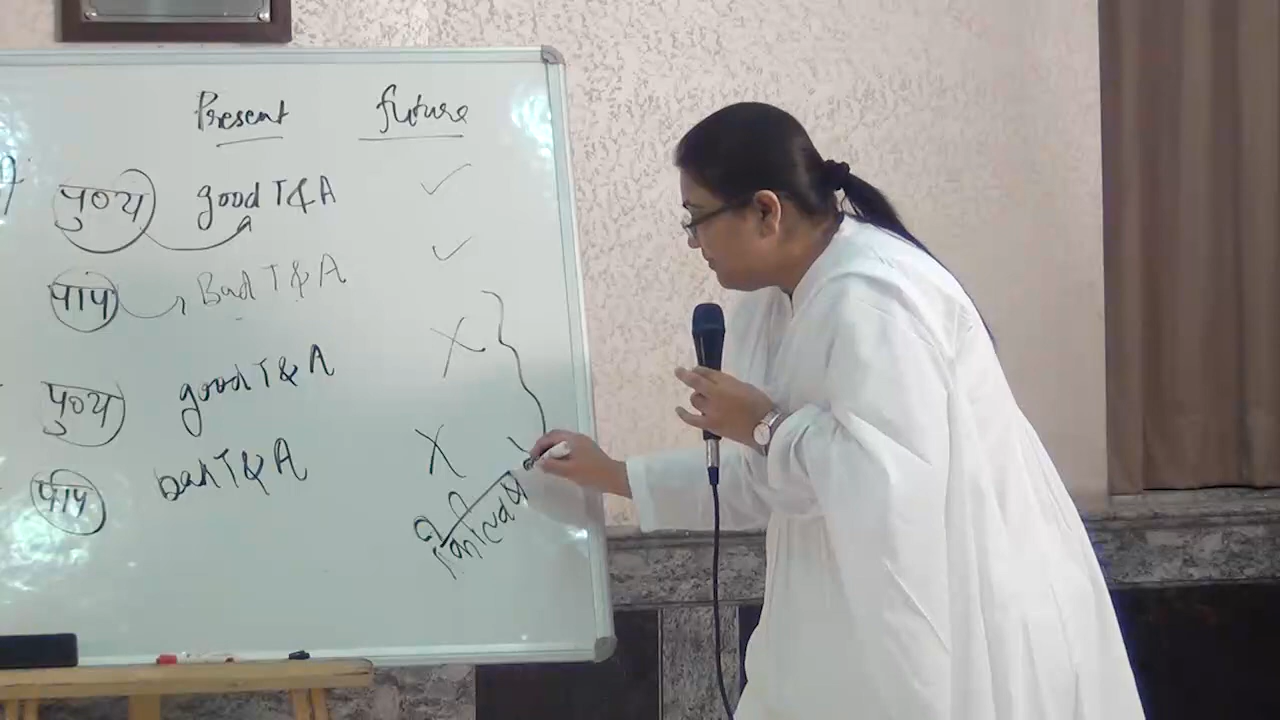 Present future
पुण्य good T&A ✓
पाप Bad T&A ✓
पुण्य good T&A X
पाप bad T&A X